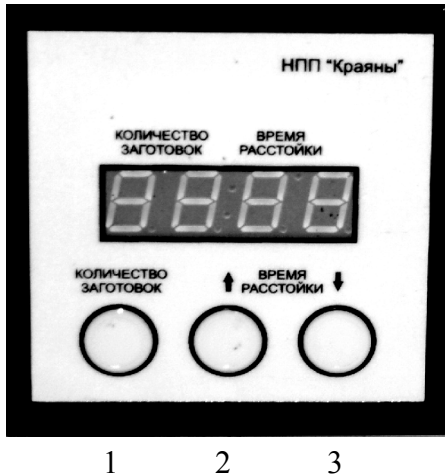 НПП "Краяны"
КОЛИЧЕСТВО ЗАГОТОВОК
ВРЕМЯ РАССТОЙКИ
КОЛИЧЕСТВО ЗАГОТОВОК
ВРЕМЯ РАССТОЙКИ
1 2 3